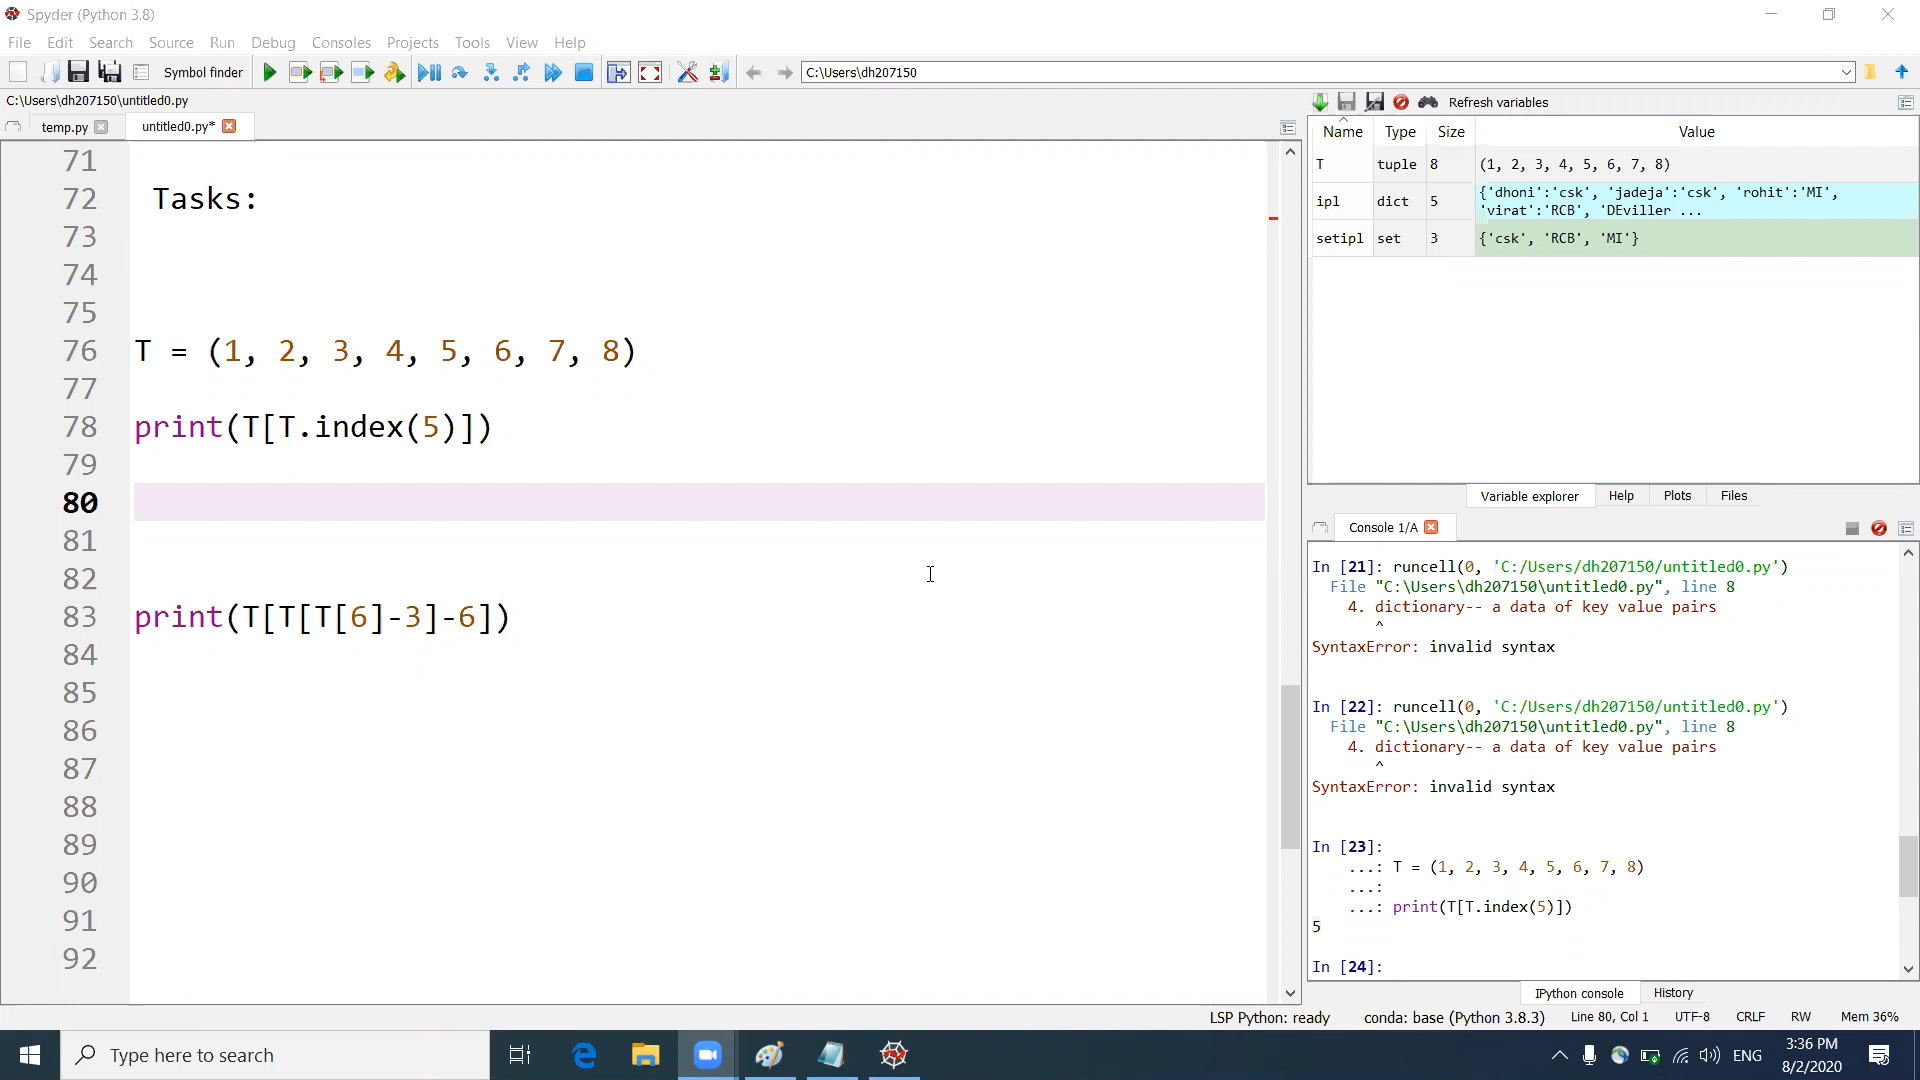 Spyder (Python 3.8)
File Edit Search Source Run Debug Consoles Projects Tools View Help
Symbol finder
C:\Users\dh207150
C:\Users\dh207150\untitled0.py
temp.py
untitled0.py*
71
72 Tasks:
73
74
75
76 T = (1, 2, 3, 4, 5, 6, 7, 8)
77
78 print(T[T.index(5)])
79
80
81
82
83 print(T[T[T[6]-3]-6])
84
85
86
87
88
89
90
91
92
Refresh variables
Name Type Size Value
T tuple 8 (1, 2, 3, 4, 5, 6, 7, 8)
ipl dict 5 {'dhoni':'csk', 'jadeja':'csk', 'rohit':'MI',
'virat':'RCB', 'DEviller ...
setipl set 3 {'csk', 'RCB', 'MI'}
Variable explorer Help Plots Files
Console 1/A
In [21]: runcell(0, 'C:/Users/dh207150/untitled0.py')
File "C:\Users\dh207150\untitled0.py", line 8
4. dictionary-- a data of key value pairs
^
SyntaxError: invalid syntax
In [22]: runcell(0, 'C:/Users/dh207150/untitled0.py')
File "C:\Users\dh207150\untitled0.py", line 8
4. dictionary-- a data of key value pairs
^
SyntaxError: invalid syntax
In [23]:
...: T = (1, 2, 3, 4, 5, 6, 7, 8)
...:
...: print(T[T.index(5)])
5
In [24]:
IPython console History
LSP Python: ready conda: base (Python 3.8.3) Line 80, Col 1 UTF-8 CRLF RW Mem 36%
Type here to search
ENG
3:36 PM
8/2/2020